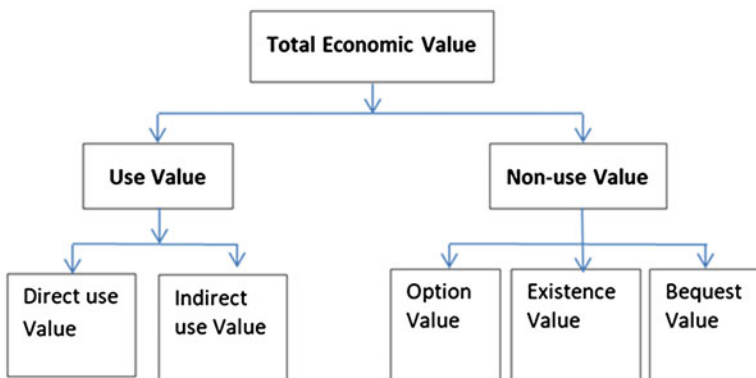 Total Economic Value
Use Value
Non-use Value
Direct use
Value
Indirect
use Value
Option
Value
Existence
Value
Bequest
Value